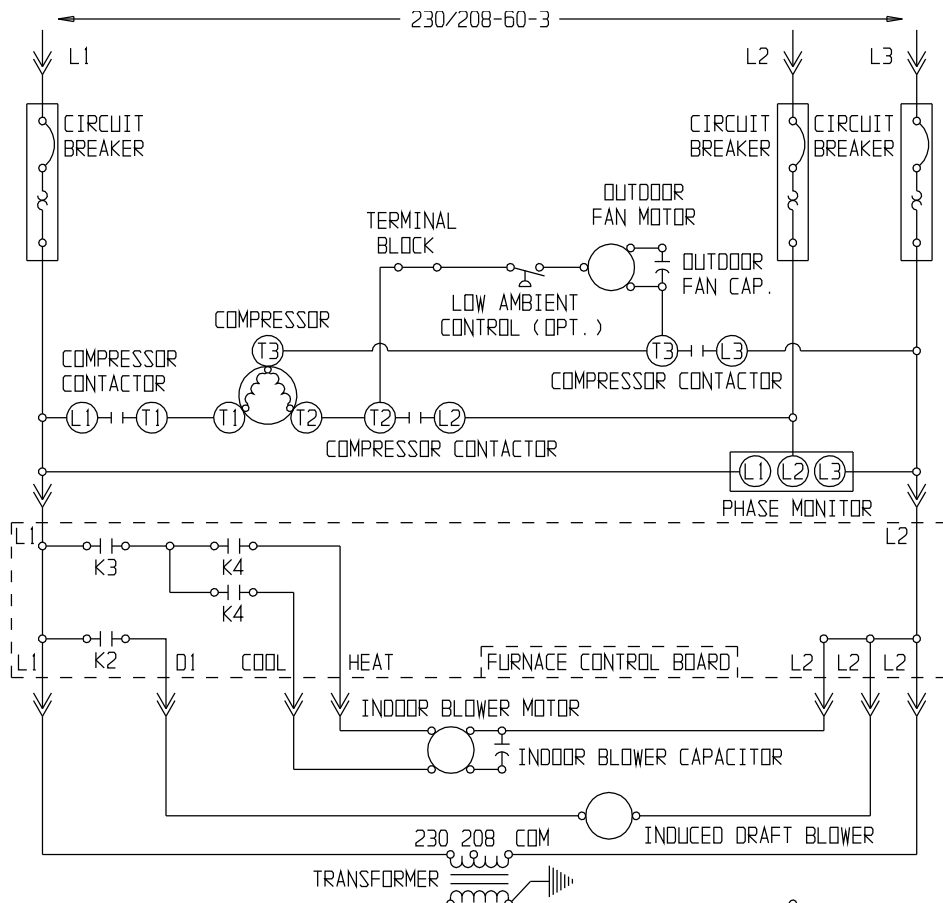 230/208-60-3
L1
L2
L3
CIRCUIT
BREAKER
CIRCUIT
BREAKER
CIRCUIT
BREAKER
OUTDOOR
FAN MOTOR
TERMINAL
BLOCK
OUTDOOR
FAN CAP.
LOW AMBIENT
CONTROL (OPT.)
COMPRESSOR
T3
T3
L3
COMPRESSOR
CONTACTOR
COMPRESSOR CONTACTOR
L1
T1
T1
T2
T2
L2
COMPRESSOR CONTACTOR
L1
L2
L3
PHASE MONITOR
L1
L2
K3
K4
K4
L1
K2
D1
COOL
HEAT
FURNACE CONTROL BOARD
L2
L2
L2
INDOOR BLOWER MOTOR
INDOOR BLOWER CAPACITOR
INDUCED DRAFT BLOWER
230 208 COM
TRANSFORMER